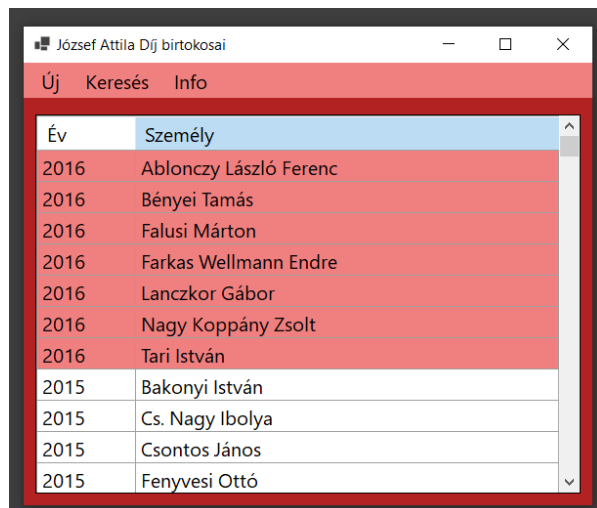 József Attila Díj birtokosai
Új Keresés Info
Év Személy
2016 Ablonczy László Ferenc
2016 Bényei Tamás
2016 Falusi Márton
2016 Farkas Wellmann Endre
2016 Lanczkor Gábor
2016 Nagy Koppány Zsolt
2016 Tari István
2015 Bakonyi István
2015 Cs. Nagy Ibolya
2015 Csontos János
2015 Fenyvesi Ottó